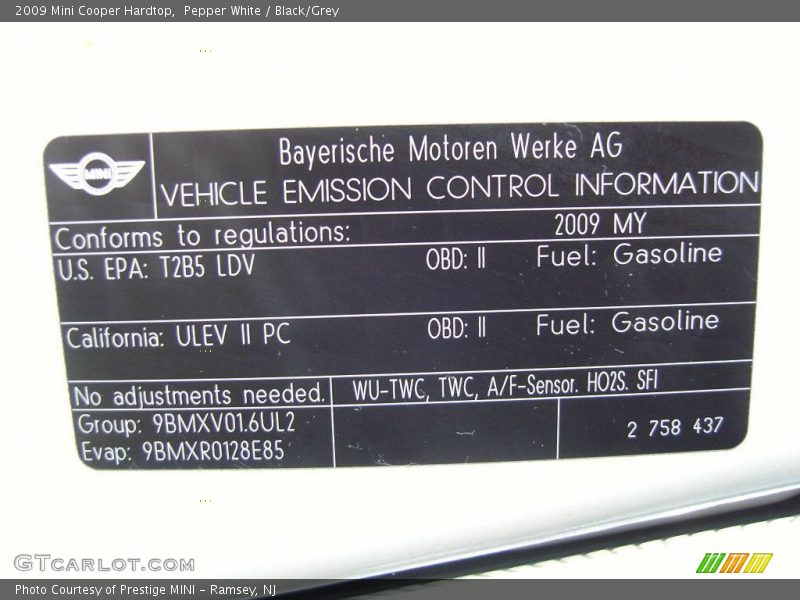 2009 Mini Cooper Hardtop,  Pepper White / Black/Grey
MINI
Bayerische Motoren Werke AG
VEHICLE EMISSION CONTROL INFORMATION
Conforms to regulations: 2009 MY
U.S. EPA: T2B5 LDV OBD: II Fuel: Gasoline
California: ULEV II PC OBD: II Fuel: Gasoline
No adjustments needed. WU-TWC, TWC, A/F-Sensor. HO2S. SFI
Group: 9BMXV01.6UL2
Evap: 9BMXR0128E85
2 758 437
GTcarlot.com
Photo Courtesy of Prestige MINI - Ramsey, NJ